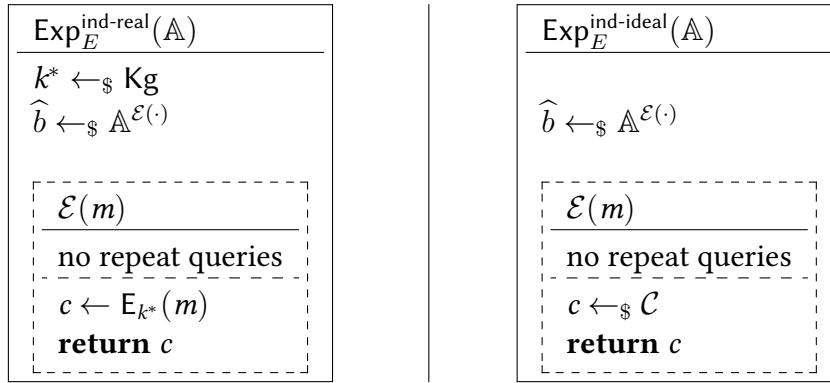 Exp_E^{ind-real}(𝔸)
k* ←$ Kg
b̂ ←$ 𝔸^{ℰ(·)}
ℰ(m)
no repeat queries
c ← E_{k*}(m)
return c
Exp_E^{ind-ideal}(𝔸)
b̂ ←$ 𝔸^{ℰ(·)}
ℰ(m)
no repeat queries
c ←$ 𝒞
return c